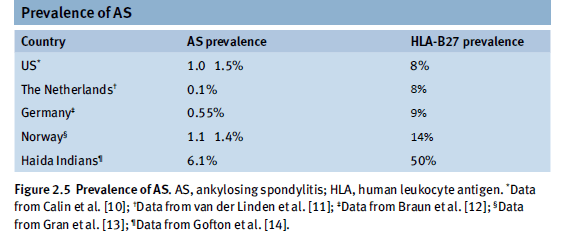 Prevalence of AS
Country AS prevalence HLA-B27 prevalence
US* 1.0 1.5% 8%
The Netherlands† 0.1% 8%
Germany‡ 0.55% 9%
Norway§ 1.1 1.4% 14%
Haida Indians¶ 6.1% 50%
Figure 2.5 Prevalence of AS. AS, ankylosing spondylitis; HLA, human leukocyte antigen. *Data
from Calin et al. [10]; †Data from van der Linden et al. [11]; ‡Data from Braun et al. [12]; §Data
from Gran et al. [13]; ¶Data from Gofton et al. [14].